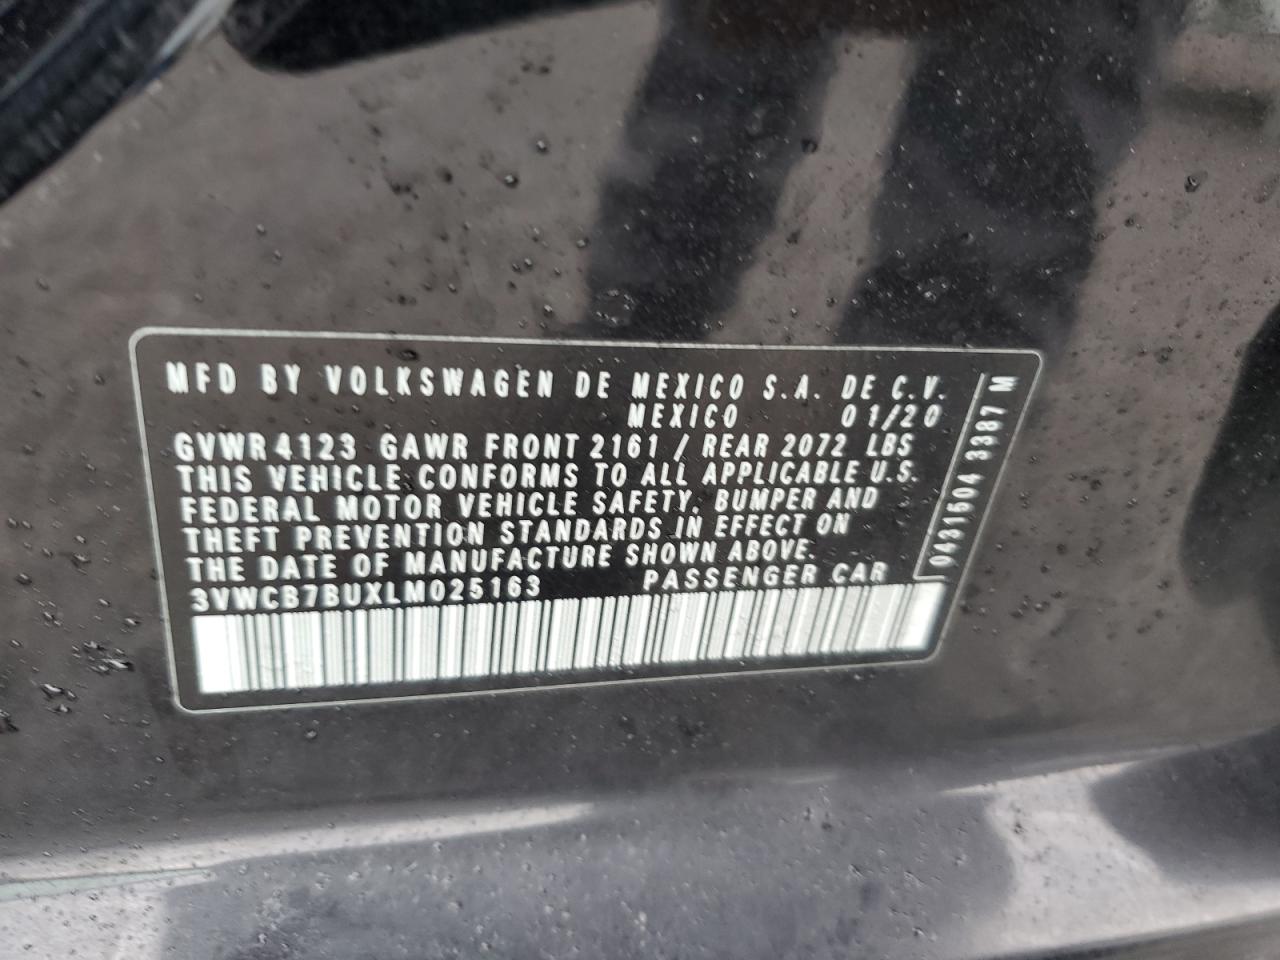 MFD BY VOLKSWAGEN DE MEXICO S.A. DE C.V.
MEXICO 01/20
GVWR 4123 GAWR FRONT 2161 / REAR 2072 LBS
THIS VEHICLE CONFORMS TO ALL APPLICABLE U.S.
FEDERAL MOTOR VEHICLE SAFETY, BUMPER AND
THEFT PREVENTION STANDARDS IN EFFECT ON
THE DATE OF MANUFACTURE SHOWN ABOVE.
3VWCB7BUXLM025163 PASSENGER CAR
0431504 3387 M